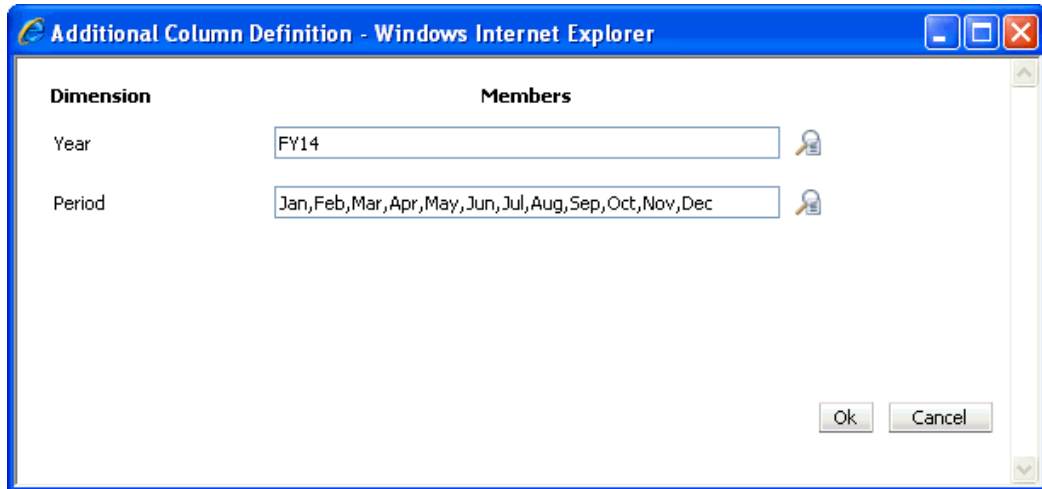 Additional Column Definition - Windows Internet Explorer
Dimension Members
Year FY14
Period Jan,Feb,Mar,Apr,May,Jun,Jul,Aug,Sep,Oct,Nov,Dec
Ok Cancel